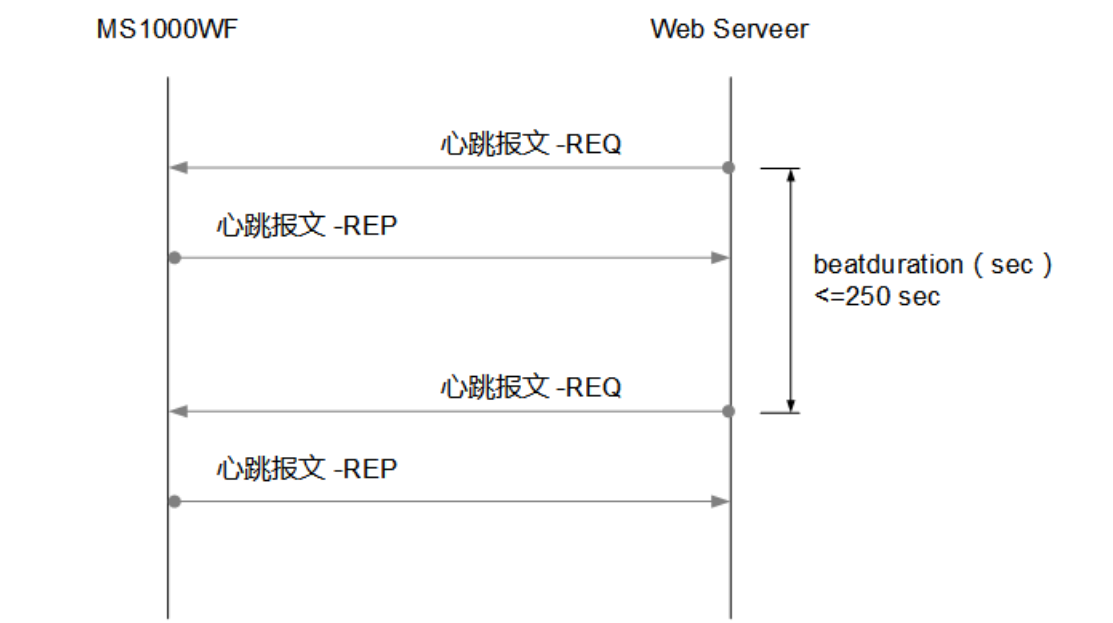 MS1000WF
Web Serveer
心跳报文 -REQ
心跳报文 -REP
beatduration（sec）
<=250 sec
心跳报文 -REQ
心跳报文 -REP